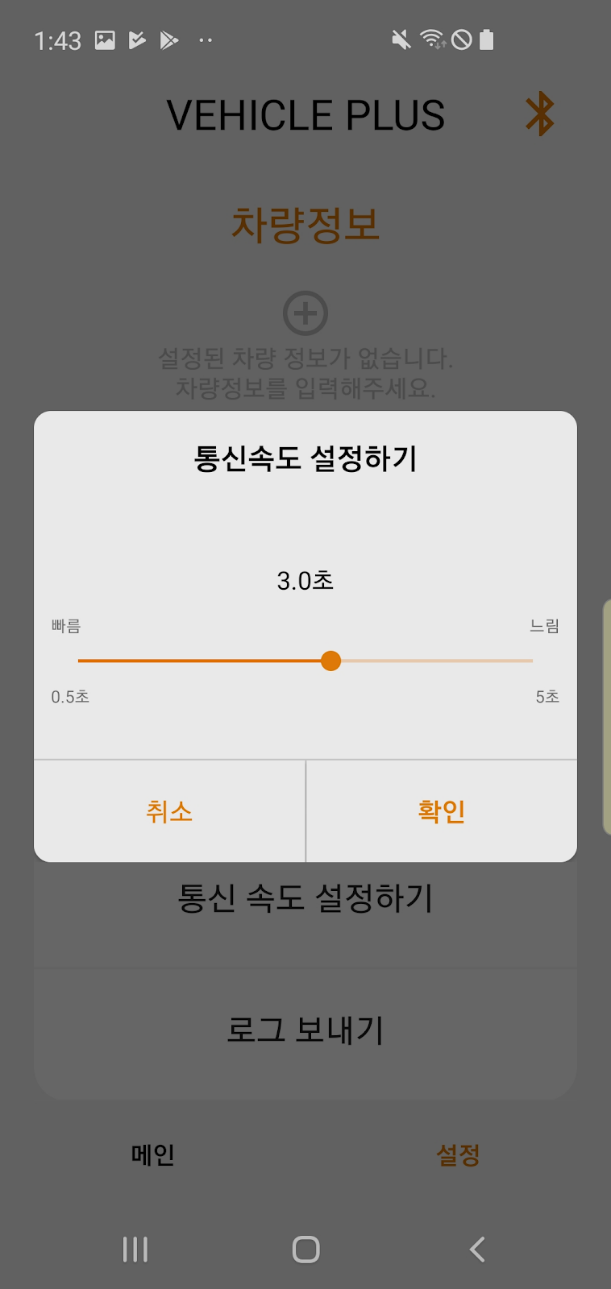 1:43
VEHICLE PLUS
차량정보
설정된 차량 정보가 없습니다.
차량정보를 입력해주세요.
통신속도 설정하기
3.0초
빠름 느림
0.5초 5초
취소 확인
통신 속도 설정하기
로그 보내기
메인 설정